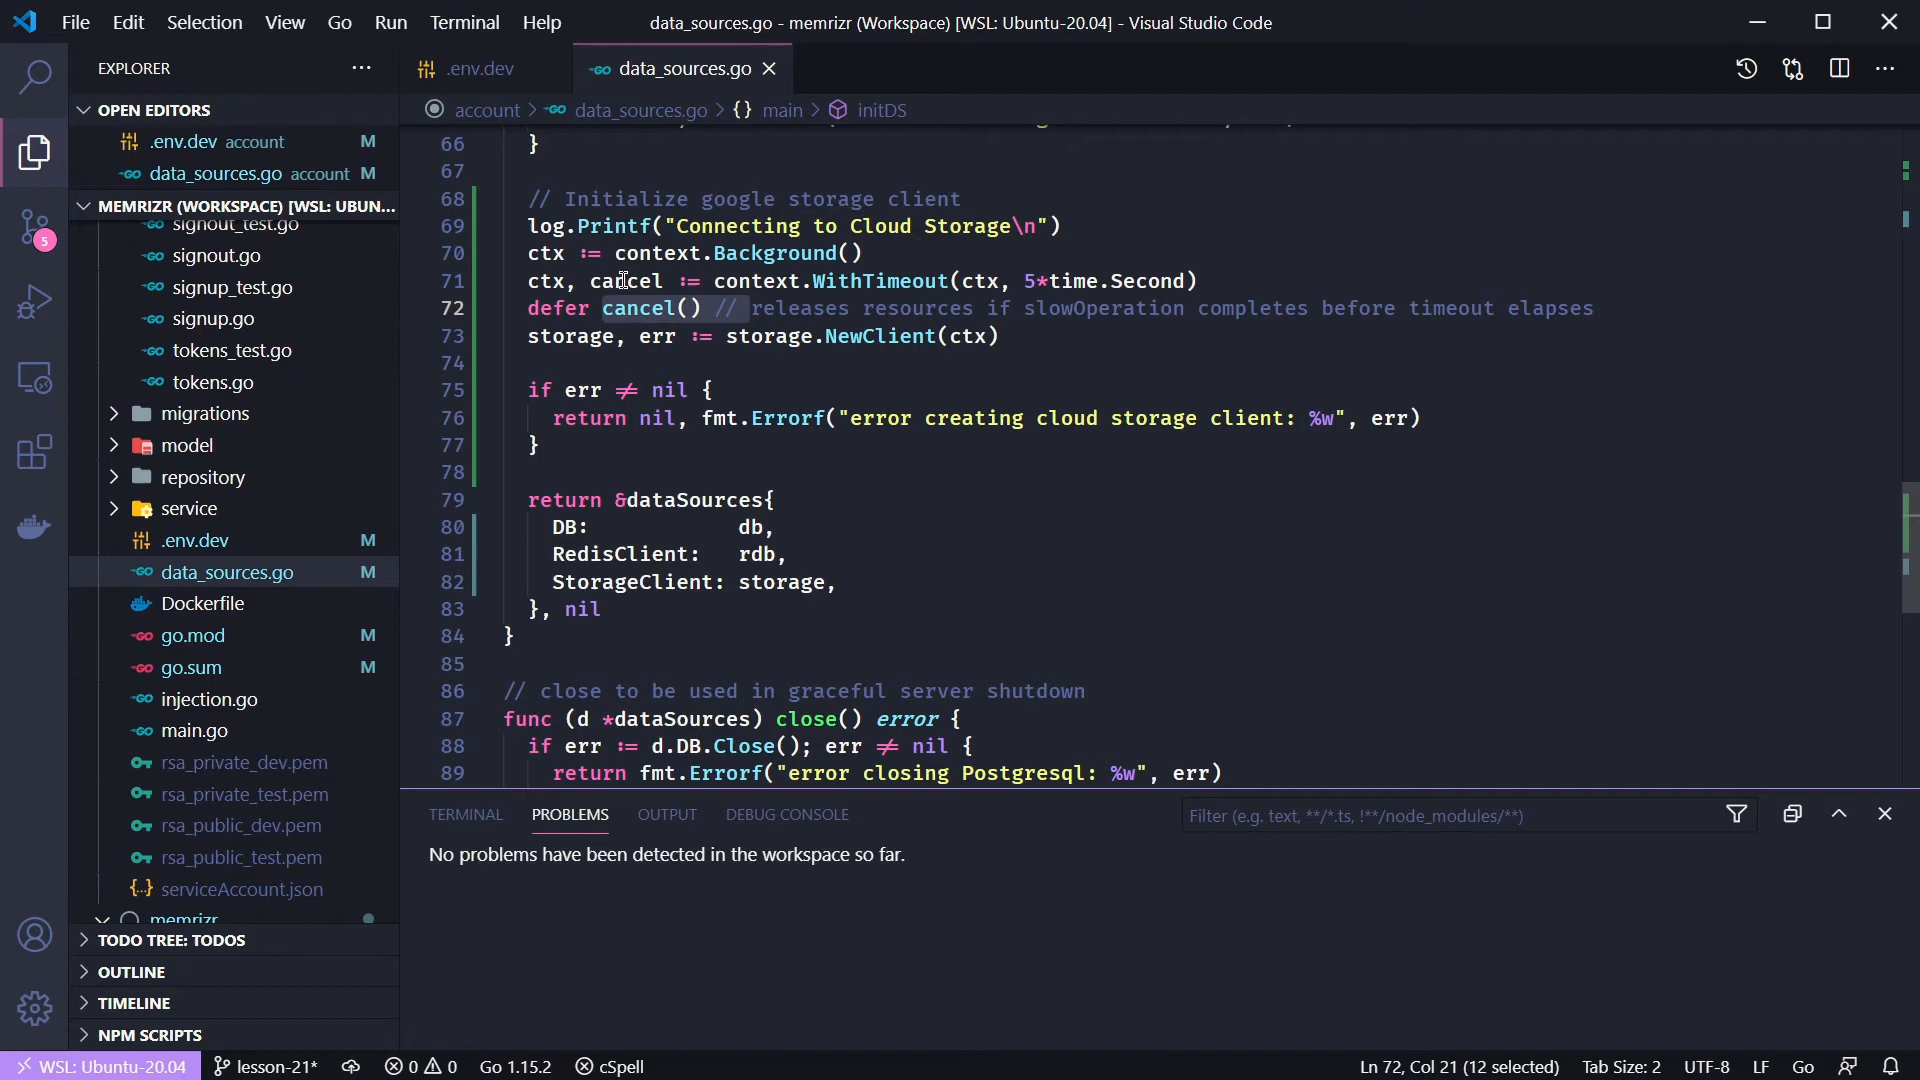 File Edit Selection View Go Run Terminal Help data_sources.go - memrizr (Workspace) [WSL: Ubuntu-20.04] - Visual Studio Code
EXPLORER
.env.dev
data_sources.go
OPEN EDITORS
.env.dev account M
data_sources.go account M
MEMRIZR (WORKSPACE) [WSL: UBUN...
signout_test.go
signout.go
signup_test.go
signup.go
tokens_test.go
tokens.go
migrations
model
repository
service
.env.dev M
data_sources.go M
Dockerfile
go.mod M
go.sum M
injection.go
main.go
rsa_private_dev.pem
rsa_private_test.pem
rsa_public_dev.pem
rsa_public_test.pem
serviceAccount.json
memrizr
TODO TREE: TODOS
OUTLINE
TIMELINE
NPM SCRIPTS
5
account > data_sources.go > {} main > initDS
66 }
67
68 // Initialize google storage client
69 log.Printf("Connecting to Cloud Storage\n")
70 ctx := context.Background()
71 ctx, cancel := context.WithTimeout(ctx, 5*time.Second)
72 defer cancel() // releases resources if slowOperation completes before timeout elapses
73 storage, err := storage.NewClient(ctx)
74
75 if err != nil {
76 return nil, fmt.Errorf("error creating cloud storage client: %w", err)
77 }
78
79 return &dataSources{
80 DB: db,
81 RedisClient: rdb,
82 StorageClient: storage,
83 }, nil
84 }
85
86 // close to be used in graceful server shutdown
87 func (d *dataSources) close() error {
88 if err := d.DB.Close(); err != nil {
89 return fmt.Errorf("error closing Postgresql: %w", err)
TERMINAL PROBLEMS OUTPUT DEBUG CONSOLE
Filter (e.g. text, **/*.ts, !**/node_modules/**)
No problems have been detected in the workspace so far.
WSL: Ubuntu-20.04 lesson-21* 0 0 Go 1.15.2 cSpell Ln 72, Col 21 (12 selected) Tab Size: 2 UTF-8 LF Go